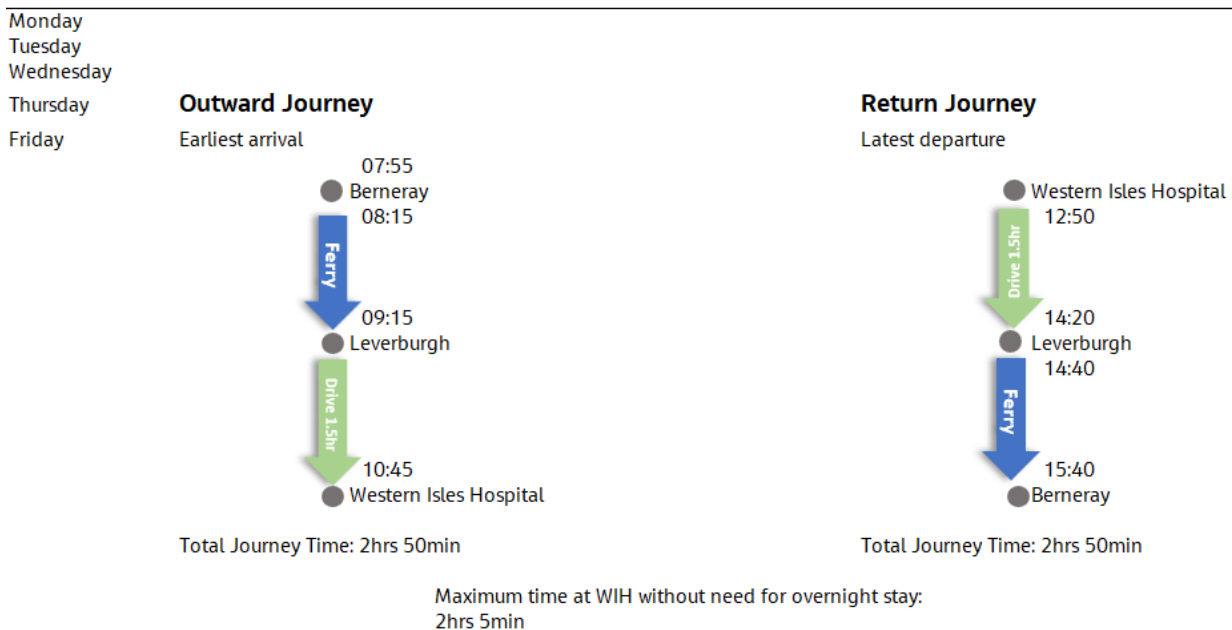 Monday
Tuesday
Wednesday
Thursday
Friday
Outward Journey
Earliest arrival
07:55
Berneray
08:15
Ferry
09:15
Leverburgh
Drive 1.5hr
10:45
Western Isles Hospital
Total Journey Time: 2hrs 50min
Return Journey
Latest departure
Western Isles Hospital
12:50
Drive 1.5hr
14:20
Leverburgh
14:40
Ferry
15:40
Berneray
Total Journey Time: 2hrs 50min
Maximum time at WIH without need for overnight stay:
2hrs 5min